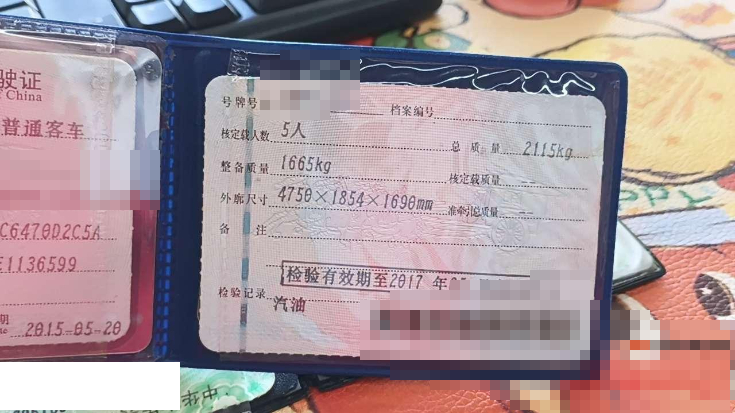 驶证
China
普通客车
C6470D2C5A
E1136599
期
2015-05-20
号牌号
档案编号
核定载人数 5人
总质量 2115kg
整备质量 1665kg
核定载质量 --
外廓尺寸 4750×1854×1690mm
准牵引总质量 --
备 注
检验有效期至2017 年
检验记录
汽油